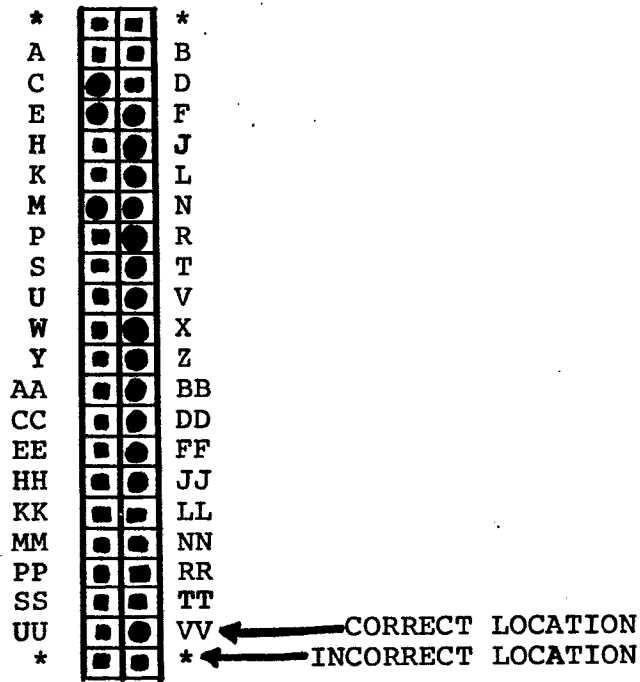 * *
A B
C D
E F
H J
K L
M N
P R
S T
U V
W X
Y Z
AA BB
CC DD
EE FF
HH JJ
KK LL
MM NN
PP RR
SS TT
UU VV CORRECT LOCATION
* * INCORRECT LOCATION